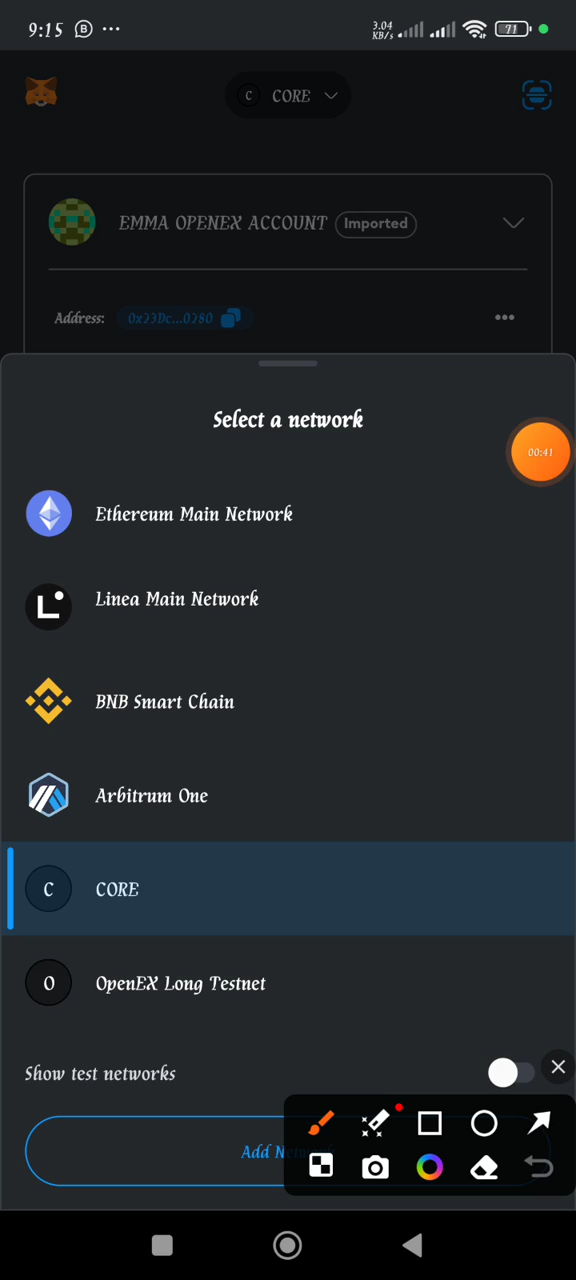 9:15 B ... 3.04 KB/s 71
C CORE
EMMA OPENEX ACCOUNT Imported
Address: 0x23Dc...0280
Select a network
00:41
Ethereum Main Network
Linea Main Network
BNB Smart Chain
Arbitrum One
C CORE
O OpenEX Long Testnet
Show test networks
Add